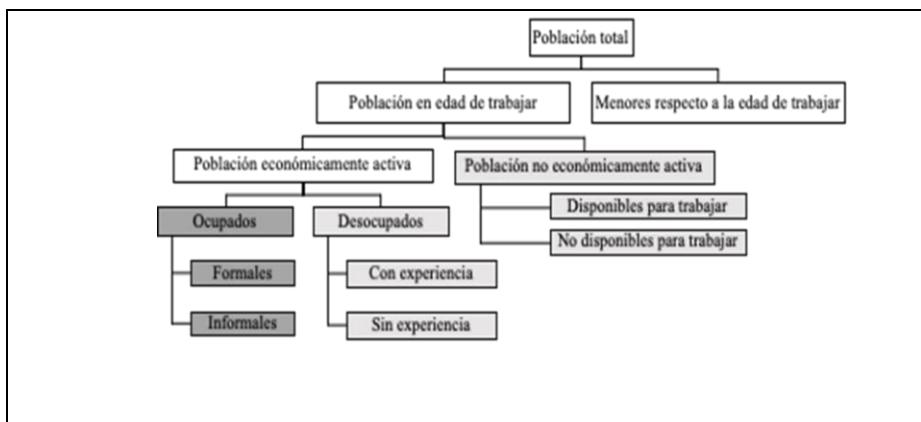 Población total
Población en edad de trabajar
Menores respecto a la edad de trabajar
Población económicamente activa
Población no económicamente activa
Ocupados
Desocupados
Disponibles para trabajar
No disponibles para trabajar
Formales
Con experiencia
Informales
Sin experiencia